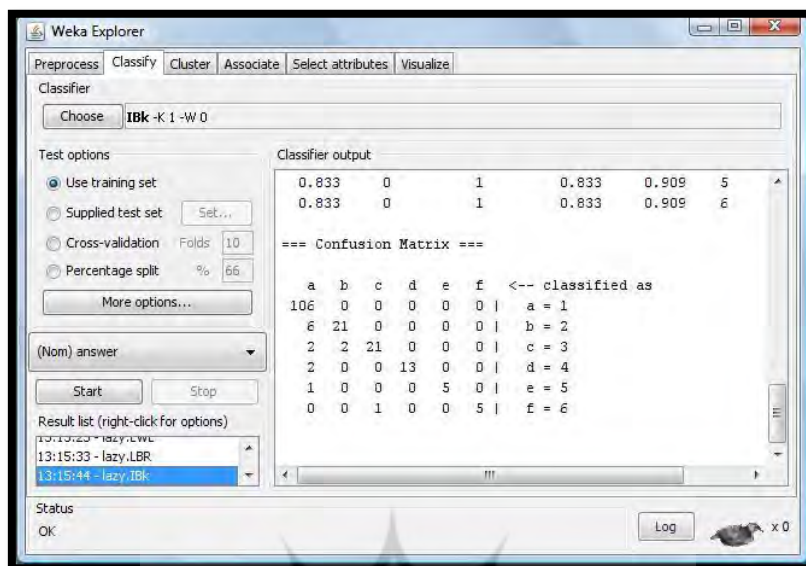 Weka Explorer
Preprocess Classify Cluster Associate Select attributes Visualize
Classifier
Choose IBk -K 1 -W 0
Test options
Use training set
Supplied test set Set...
Cross-validation Folds 10
Percentage split % 66
More options...
(Nom) answer
Start Stop
Result list (right-click for options)
13:15:25 - lazy.LWL
13:15:33 - lazy.LBR
13:15:44 - lazy.IBk
Classifier output
0.833 0 1 0.833 0.909 5
0.833 0 1 0.833 0.909 6
=== Confusion Matrix ===
a b c d e f <-- classified as
106 0 0 0 0 0 | a = 1
6 21 0 0 0 0 | b = 2
2 2 21 0 0 0 | c = 3
2 0 0 13 0 0 | d = 4
1 0 0 0 5 0 | e = 5
0 0 1 0 0 5 | f = 6
Status
OK
Log x 0